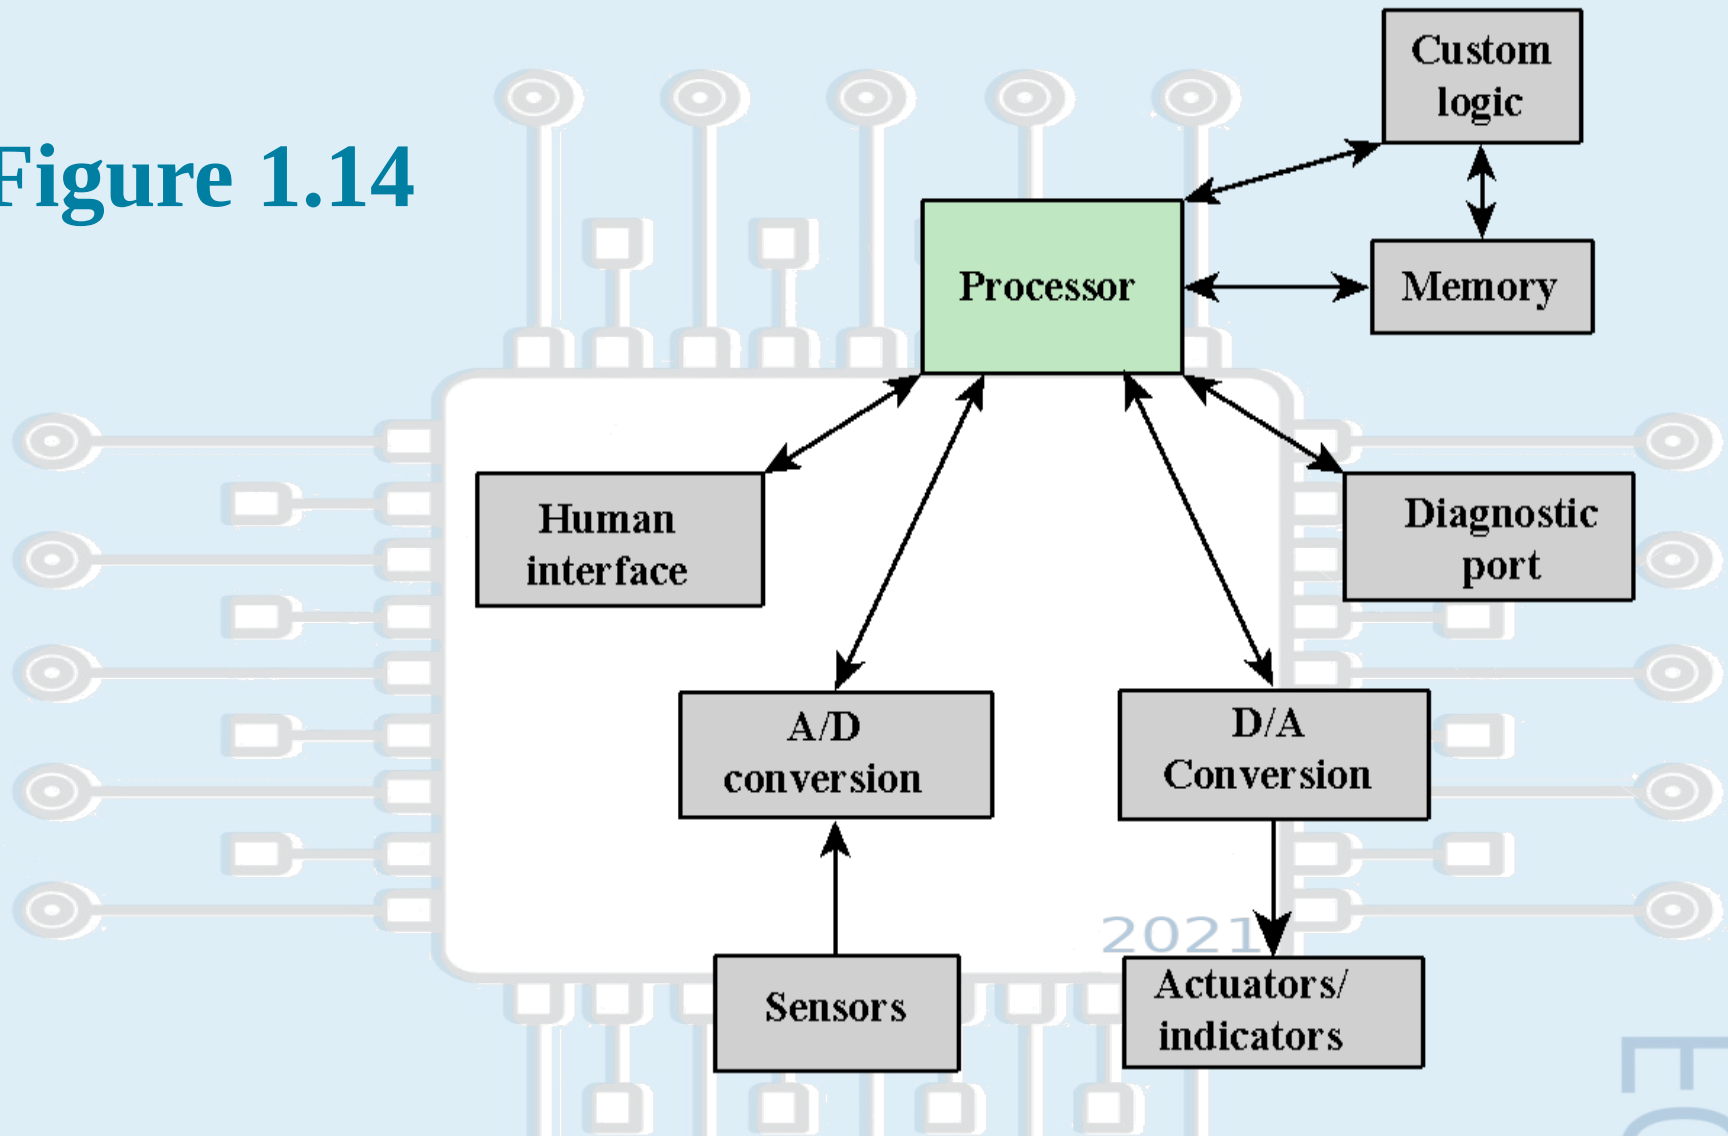 Figure 1.14
Custom
logic
Processor
Memory
Human
interface
Diagnostic
port
A/D
conversion
D/A
Conversion
2021
Sensors
Actuators/
indicators